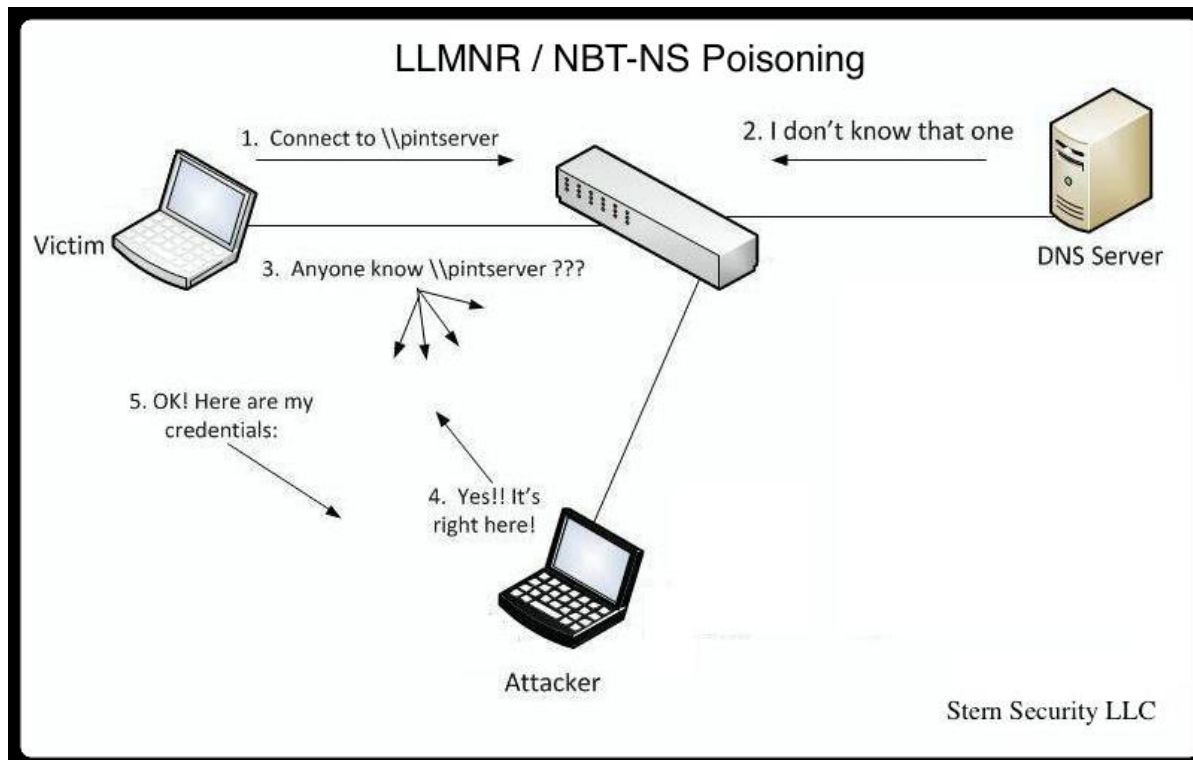 LLMNR / NBT-NS Poisoning
1. Connect to \\pintserver
2. I don't know that one
Victim
DNS Server
3. Anyone know \\pintserver ???
5. OK! Here are my
credentials:
4. Yes!! It's
right here!
Attacker
Stern Security LLC